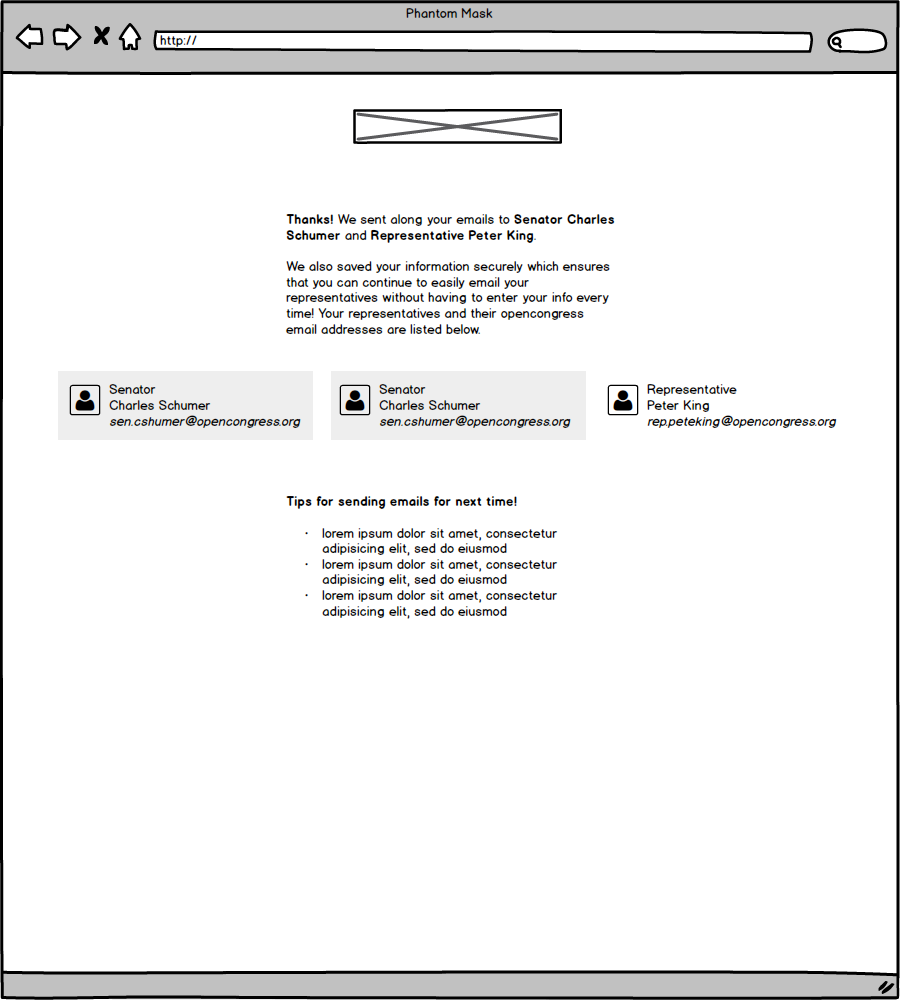 Phantom Mask
http://
Thanks! We sent along your emails to Senator Charles
Schumer and Representative Peter King.
We also saved your information securely which ensures
that you can continue to easily email your
representatives without having to enter your info every
time! Your representatives and their opencongress
email addresses are listed below.
Senator
Charles Schumer
sen.cshumer@opencongress.org
Senator
Charles Schumer
sen.cshumer@opencongress.org
Representative
Peter King
rep.peteking@opencongress.org
Tips for sending emails for next time!
· lorem ipsum dolor sit amet, consectetur
adipisicing elit, sed do eiusmod
· lorem ipsum dolor sit amet, consectetur
adipisicing elit, sed do eiusmod
· lorem ipsum dolor sit amet, consectetur
adipisicing elit, sed do eiusmod